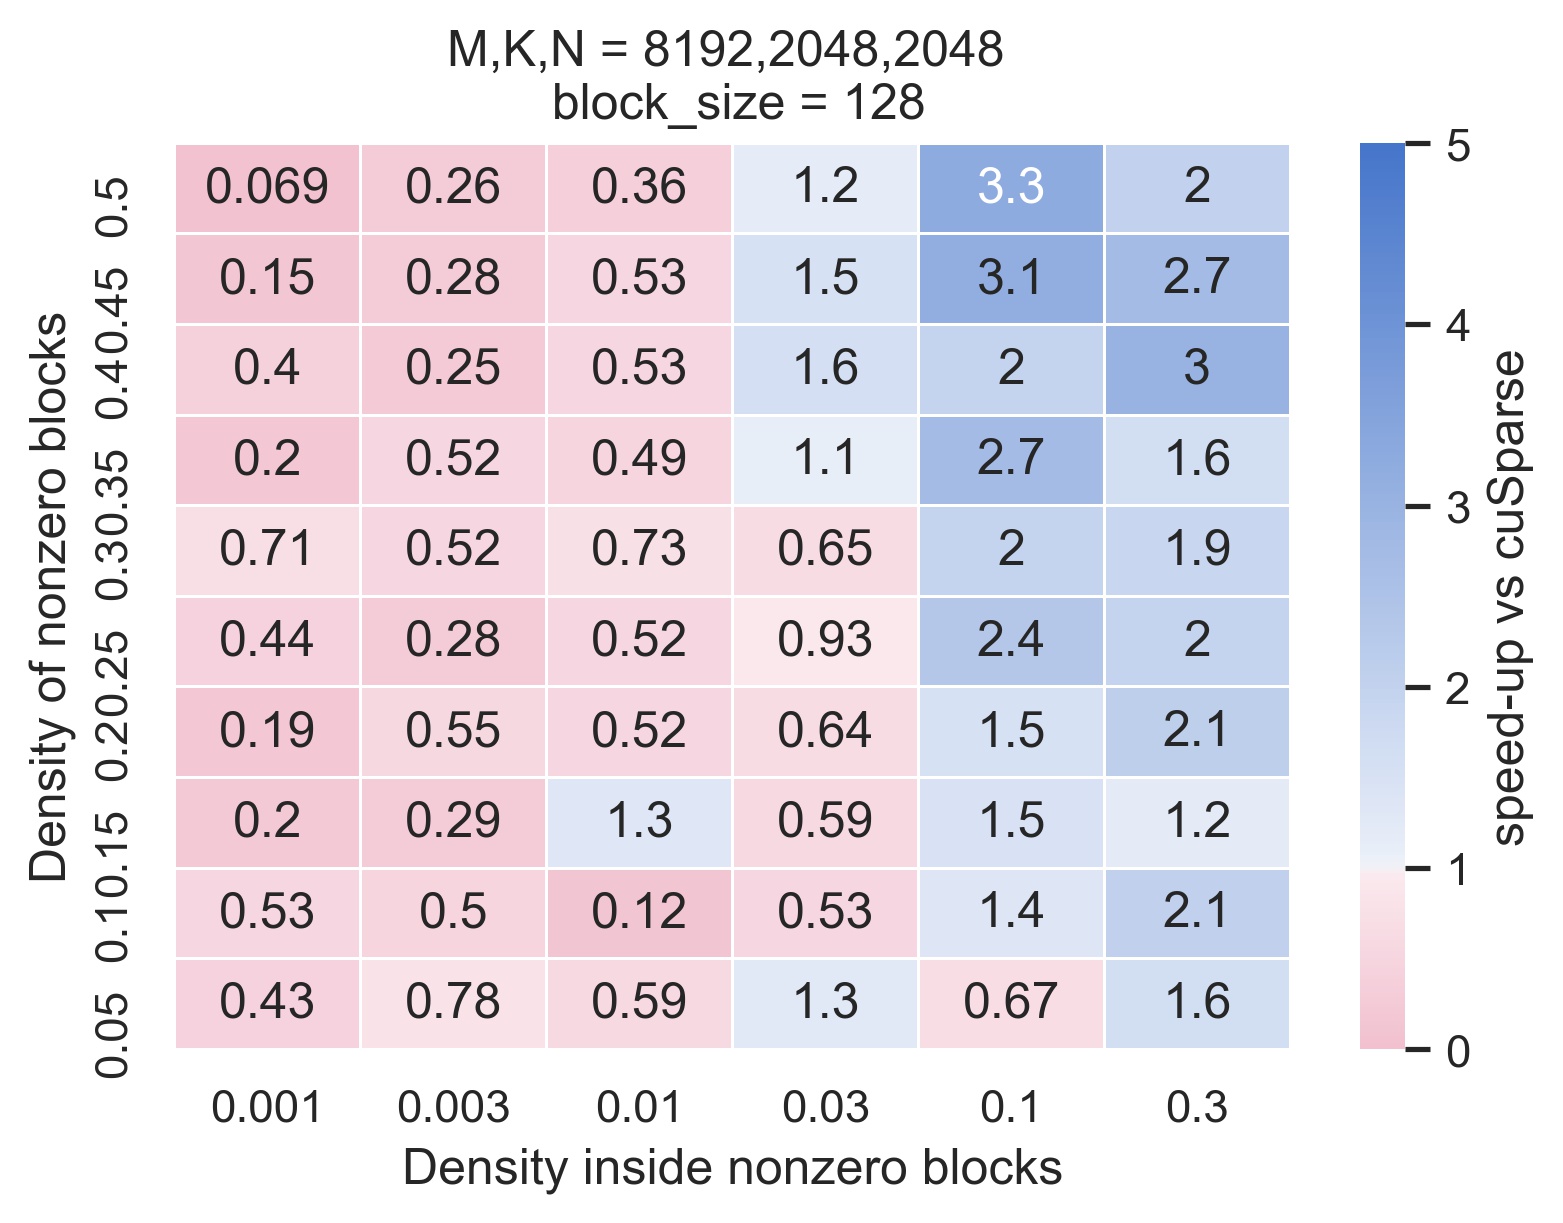 M,K,N = 8192,2048,2048
block_size = 128
Density of nonzero blocks
0.5 0.069 0.26 0.36 1.2 3.3 2
0.45 0.15 0.28 0.53 1.5 3.1 2.7
0.4 0.4 0.25 0.53 1.6 2 3
0.35 0.2 0.52 0.49 1.1 2.7 1.6
0.3 0.71 0.52 0.73 0.65 2 1.9
0.25 0.44 0.28 0.52 0.93 2.4 2
0.2 0.19 0.55 0.52 0.64 1.5 2.1
0.15 0.2 0.29 1.3 0.59 1.5 1.2
0.1 0.53 0.5 0.12 0.53 1.4 2.1
0.05 0.43 0.78 0.59 1.3 0.67 1.6
0.001 0.003 0.01 0.03 0.1 0.3
Density inside nonzero blocks
5
4
3
2
1
0
speed-up vs cuSparse